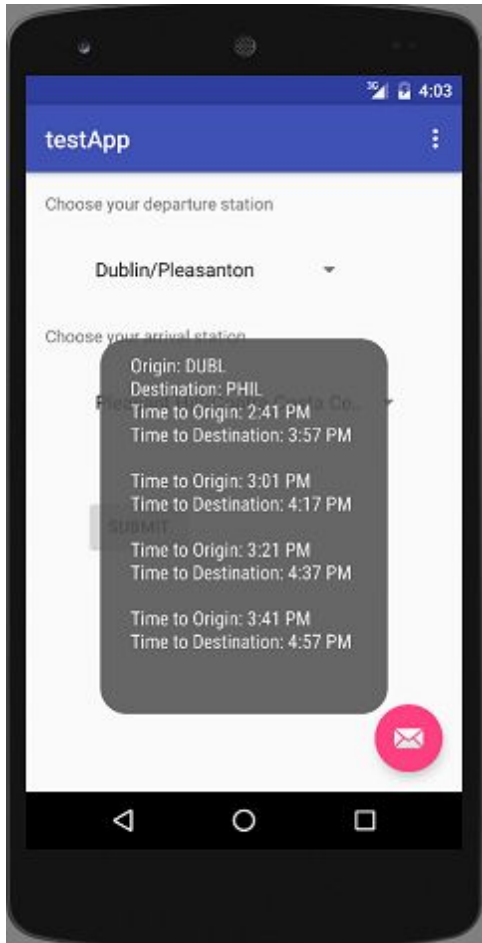 3G 4:03
testApp
Choose your departure station
Dublin/Pleasanton
Choose your arrival station
Origin: DUBL
Destination: PHIL
Time to Origin: 2:41 PM
Time to Destination: 3:57 PM
Time to Origin: 3:01 PM
Time to Destination: 4:17 PM
SUBMIT
Time to Origin: 3:21 PM
Time to Destination: 4:37 PM
Time to Origin: 3:41 PM
Time to Destination: 4:57 PM